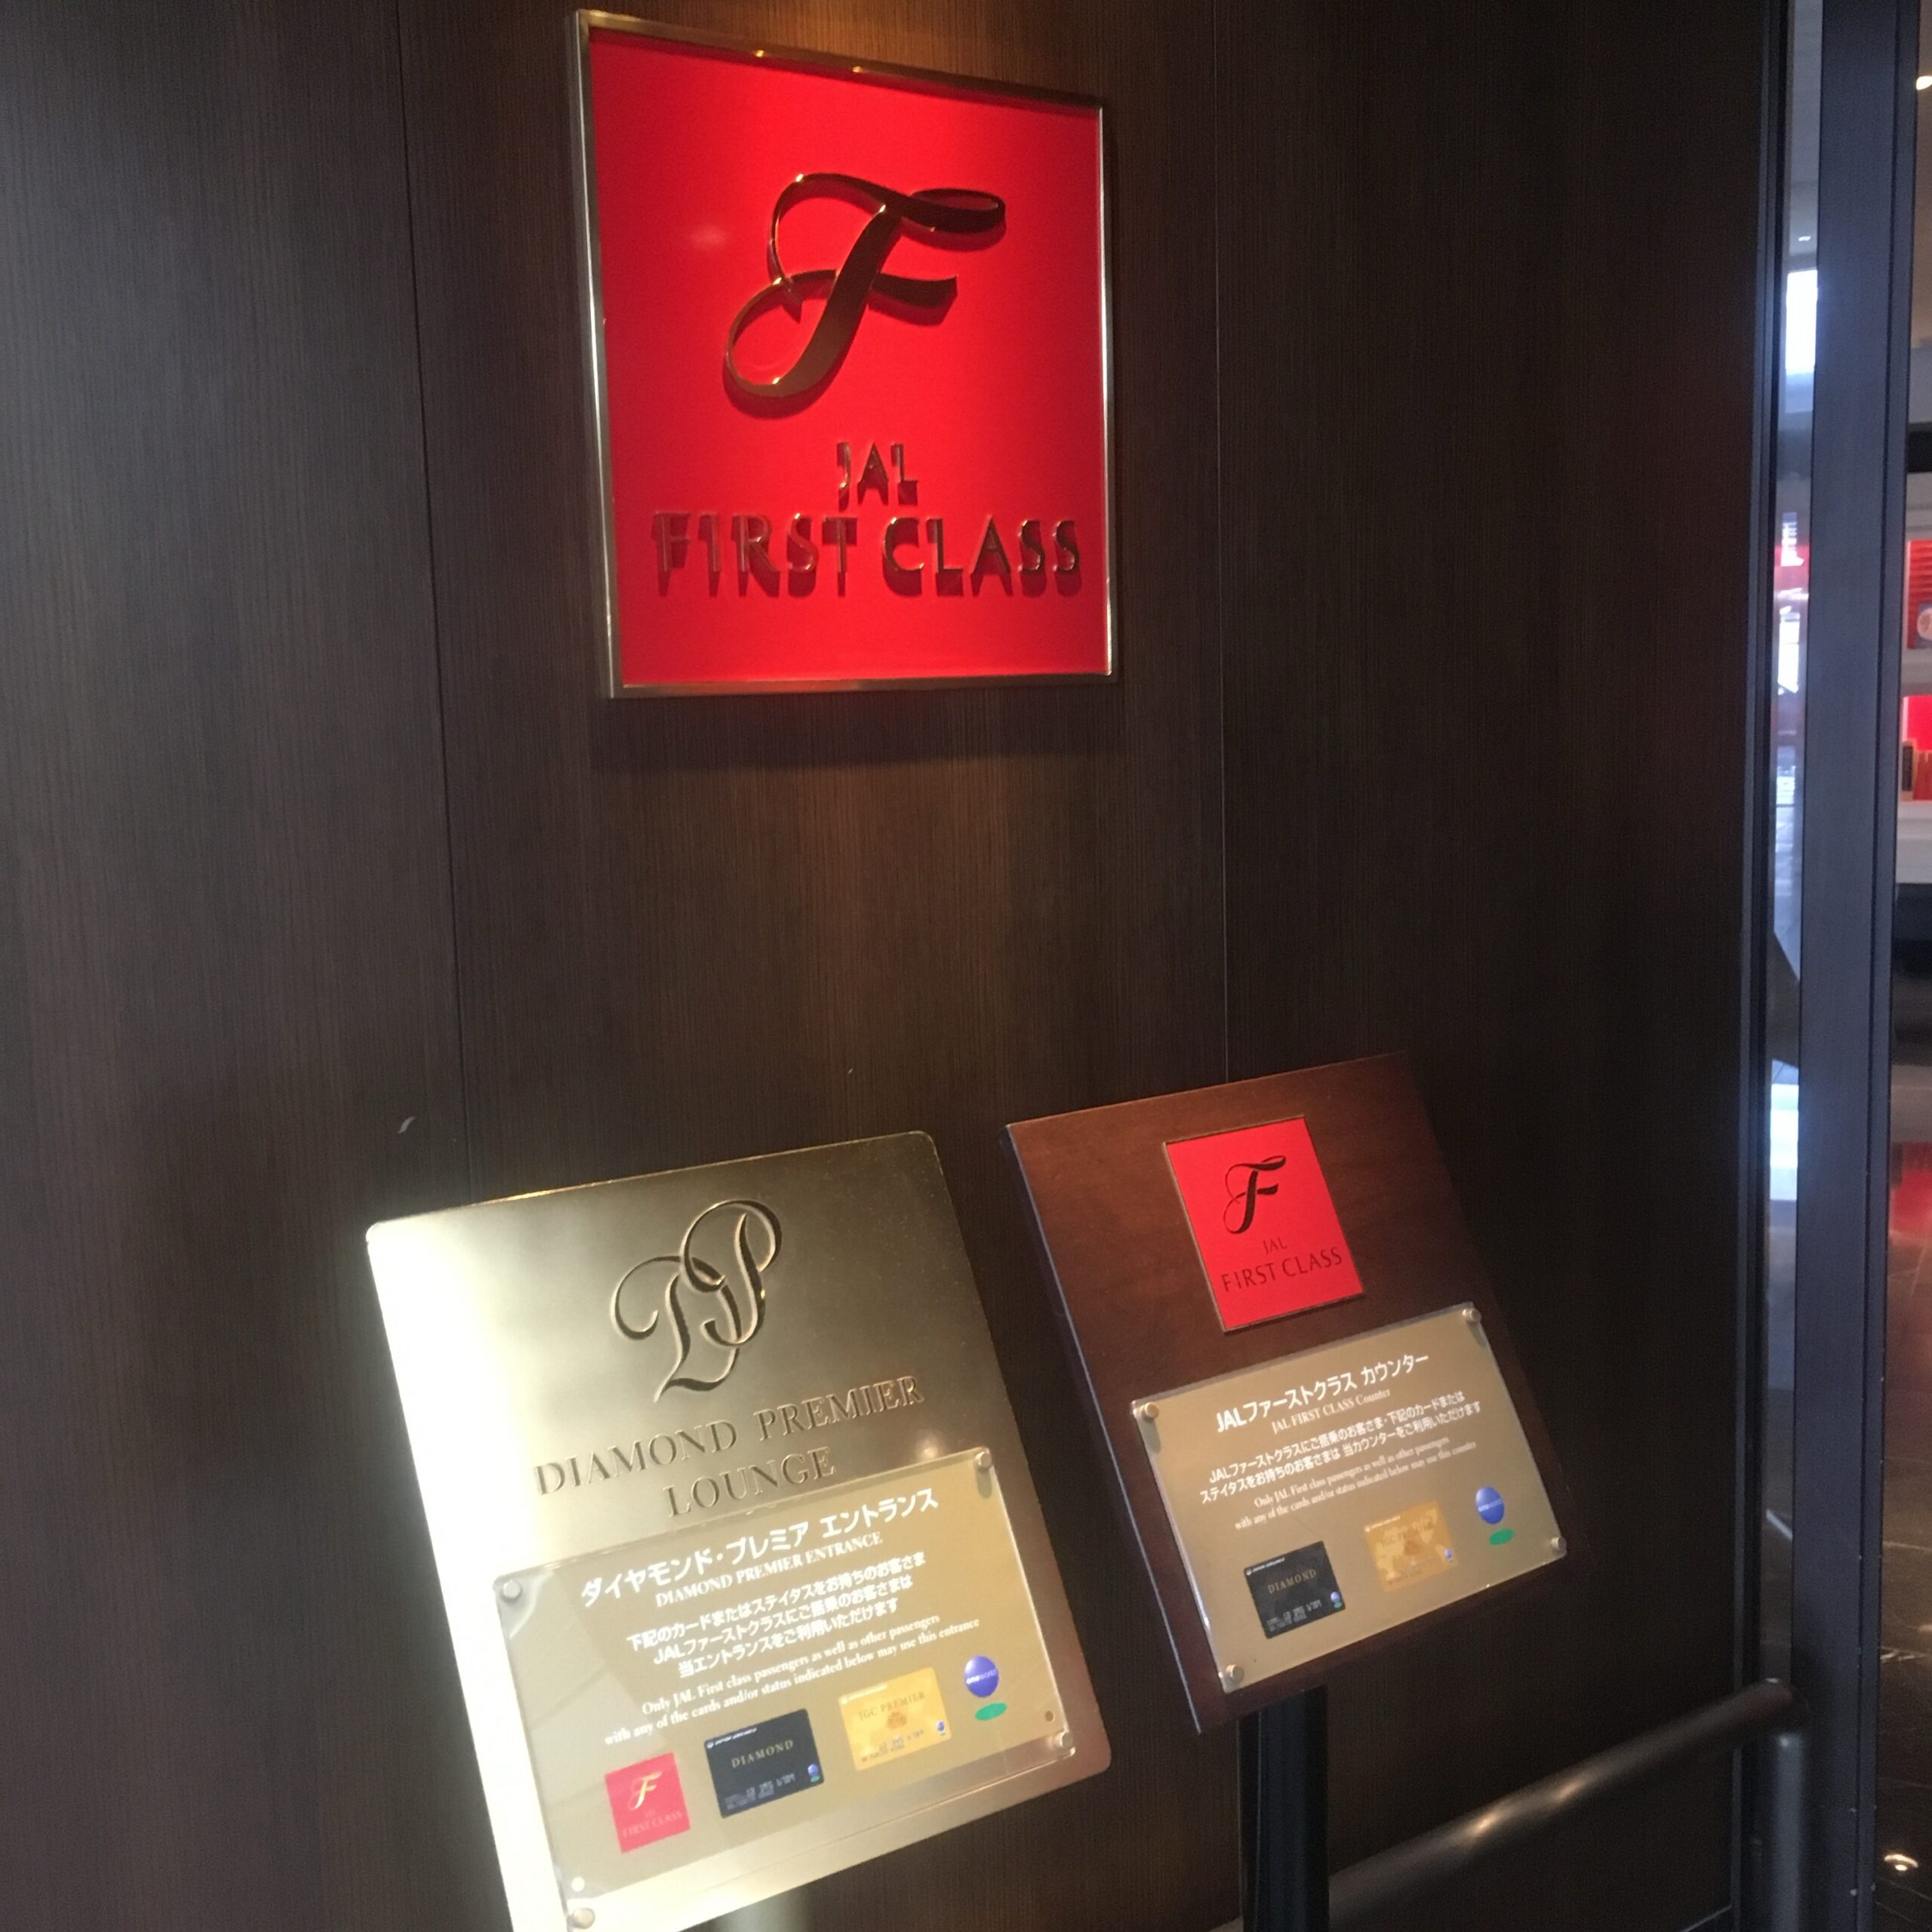 F
JAL
FIRST CLASS
DP
DIAMOND PREMIER
LOUNGE
ダイヤモンド・プレミア エントランス
DIAMOND PREMIER ENTRANCE
下記のカードまたはステイタスをお持ちのお客さま
JALファーストクラスにご搭乗のお客さまは
当エントランスをご利用いただけます
Only JAL First class passengers as well as other passengers
with any of the cards and/or status indicated below may use this entrance
F
JAL
FIRST CLASS
DIAMOND
JGC PREMIER
oneworld
F
JAL
FIRST CLASS
JALファーストクラス カウンター
JAL FIRST CLASS Counter
JALファーストクラスにご搭乗のお客さま・下記のカードまたは
ステイタスをお持ちのお客さまは 当カウンターをご利用いただけます
Only JAL First class passengers as well as other passengers
with any of the cards and/or status indicated below may use this counter
DIAMOND
oneworld